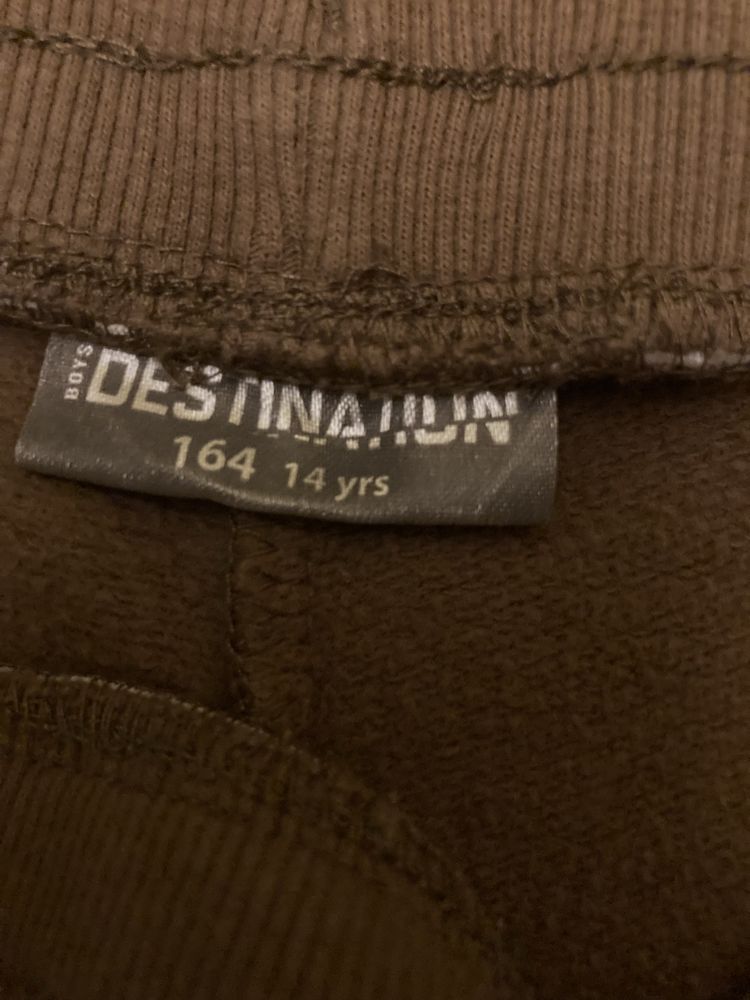 BOYS DESTINATION
164 14 yrs